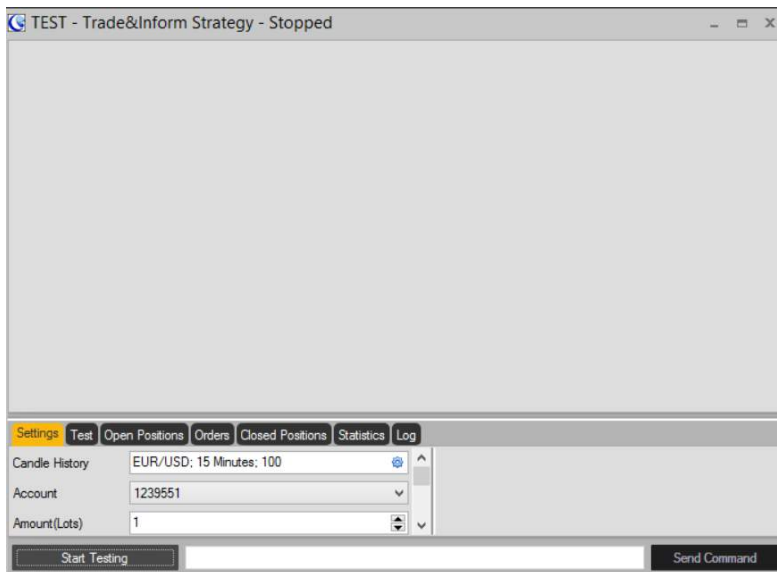 TEST - Trade&Inform Strategy - Stopped
Settings Test Open Positions Orders Closed Positions Statistics Log
Candle History EUR/USD; 15 Minutes; 100
Account 1239551
Amount(Lots) 1
Start Testing Send Command